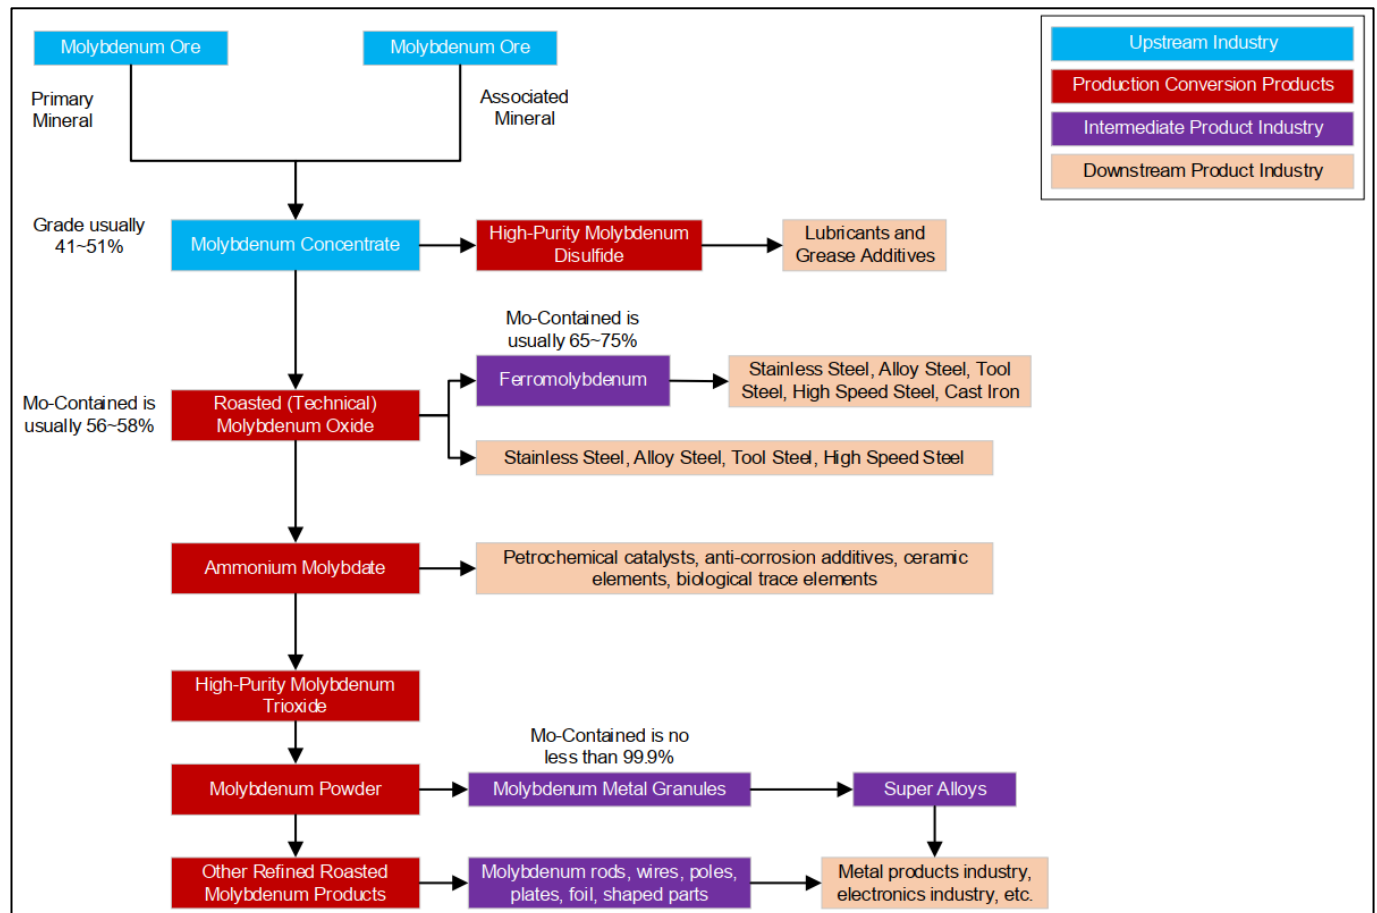 Molybdenum Ore
Molybdenum Ore
Upstream Industry
Production Conversion Products
Intermediate Product Industry
Downstream Product Industry
Primary
Mineral
Associated
Mineral
Grade usually
41~51%
Molybdenum Concentrate
High-Purity Molybdenum
Disulfide
Lubricants and
Grease Additives
Mo-Contained is
usually 65~75%
Ferromolybdenum
Stainless Steel, Alloy Steel, Tool
Steel, High Speed Steel, Cast Iron
Mo-Contained is
usually 56~58%
Roasted (Technical)
Molybdenum Oxide
Stainless Steel, Alloy Steel, Tool Steel, High Speed Steel
Ammonium Molybdate
Petrochemical catalysts, anti-corrosion additives, ceramic
elements, biological trace elements
High-Purity Molybdenum
Trioxide
Mo-Contained is no
less than 99.9%
Molybdenum Powder
Molybdenum Metal Granules
Super Alloys
Other Refined Roasted
Molybdenum Products
Molybdenum rods, wires, poles,
plates, foil, shaped parts
Metal products industry,
electronics industry, etc.